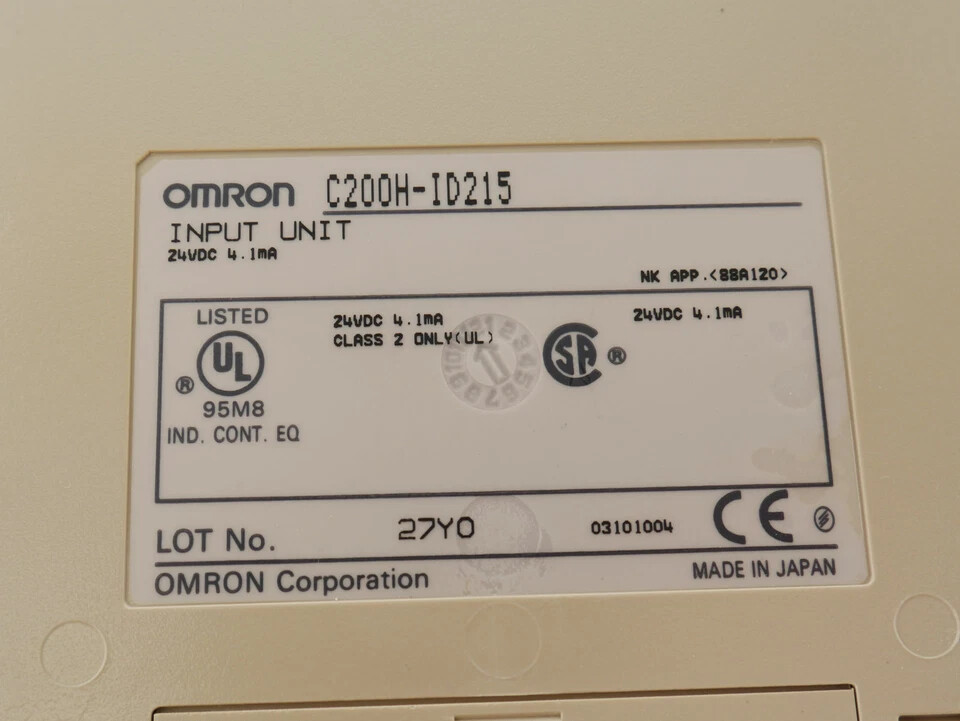 OMRON C200H-ID215
INPUT UNIT
24VDC 4.1mA
NK APP.<88A120>
LISTED
UL ®
95M8
IND. CONT. EQ
24VDC 4.1mA
CLASS 2 ONLY(UL)
SA ®
24VDC 4.1mA
LOT No. 27Y0 03101004 CE
OMRON Corporation MADE IN JAPAN